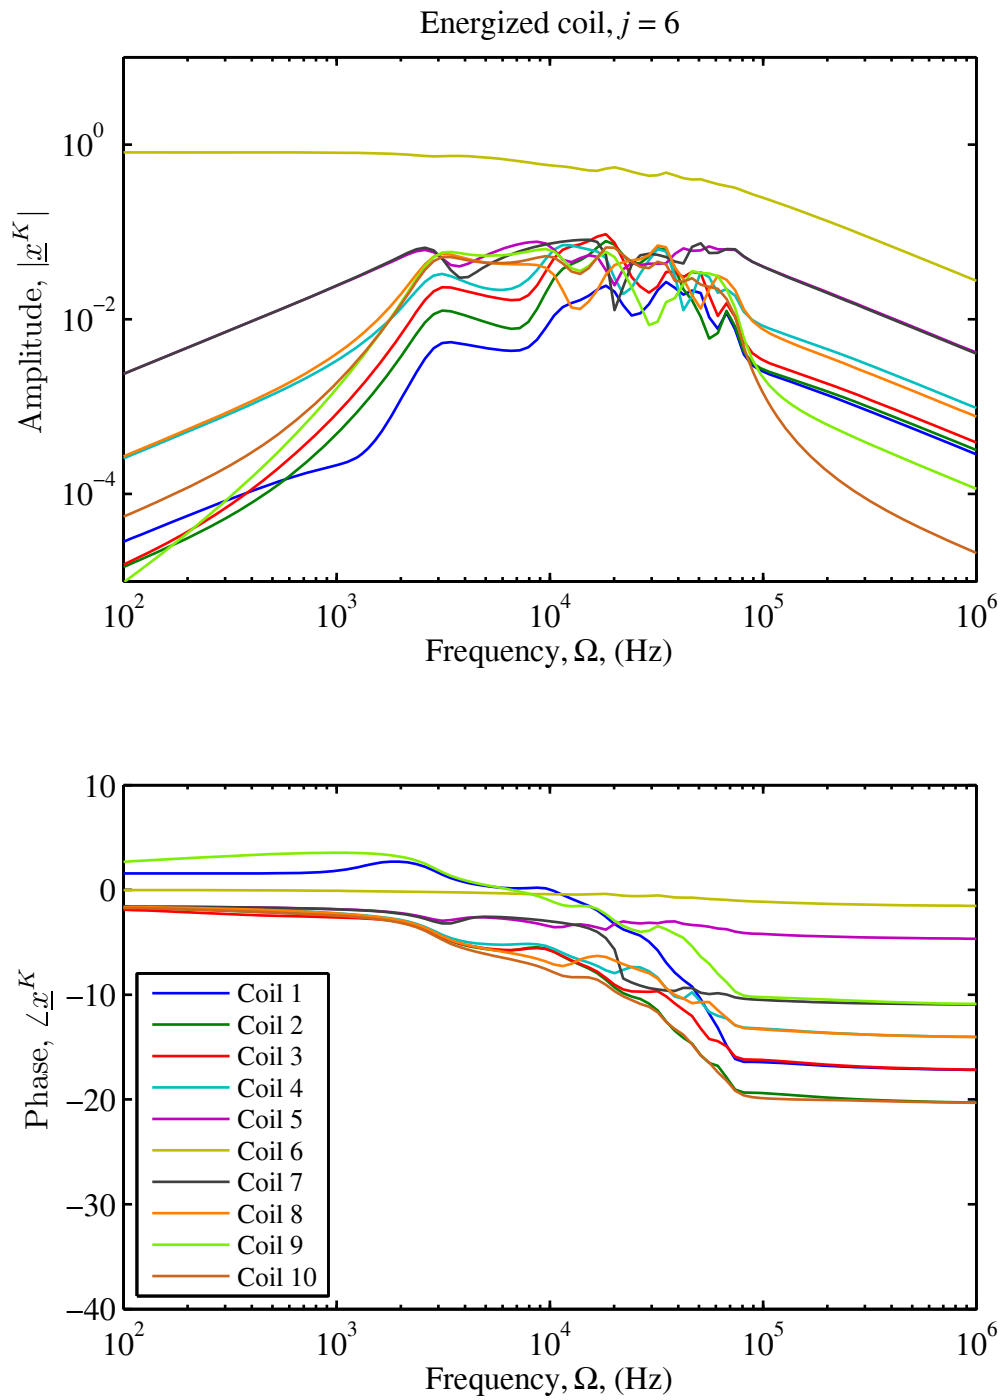 Energized coil, j = 6
Amplitude, |x^K|
10^0
10^-2
10^-4
10^2 10^3 10^4 10^5 10^6
Frequency, Ω, (Hz)
Phase, ∠x^K
10
0
−10
−20
−30
−40
Coil 1
Coil 2
Coil 3
Coil 4
Coil 5
Coil 6
Coil 7
Coil 8
Coil 9
Coil 10
10^2 10^3 10^4 10^5 10^6
Frequency, Ω, (Hz)